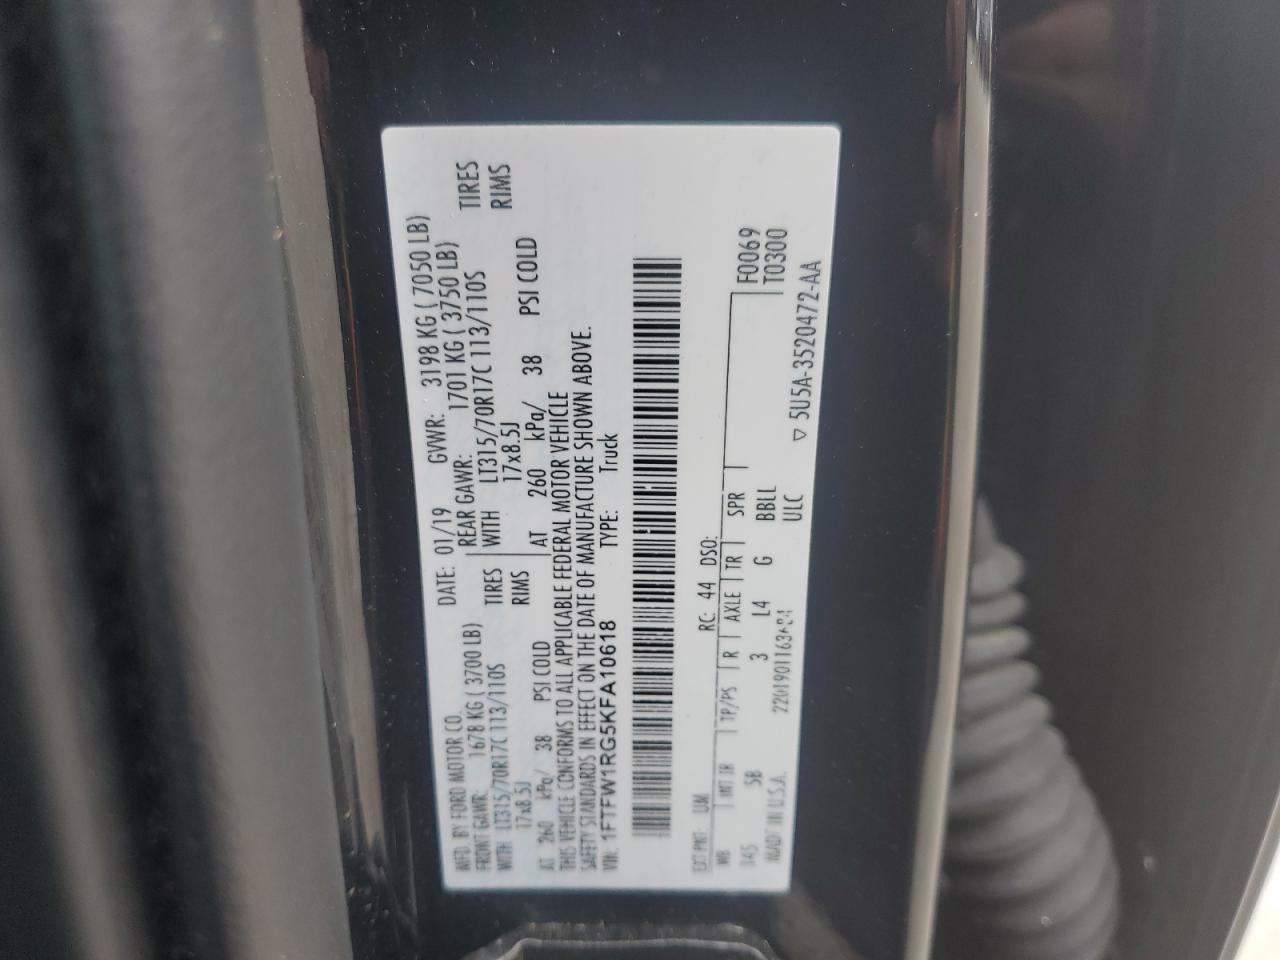 MFD. BY FORD MOTOR CO. DATE: 01/19 GVWR: 3198 KG ( 7050 LB)
FRONT GAWR: 1678 KG ( 3700 LB) REAR GAWR: 1701 KG ( 3750 LB)
WITH LT315/70R17C 113/110S TIRES WITH LT315/70R17C 113/110S TIRES
17x8.5J RIMS 17x8.5J RIMS
AT 260 kPa/ 38 PSI COLD AT 260 kPa/ 38 PSI COLD
THIS VEHICLE CONFORMS TO ALL APPLICABLE FEDERAL MOTOR VEHICLE
SAFETY STANDARDS IN EFFECT ON THE DATE OF MANUFACTURE SHOWN ABOVE.
VIN: 1FTFW1RG5KFA10618 TYPE: Truck
EXT PNT: UM RC: 44 DSO:
WB INT TR TP/PS R AXLE TR SPR F0069
145 SB 3 L4 G BBLL T0300
MADE IN U.S.A. ULC
▽ 5U5A-3520472-AA